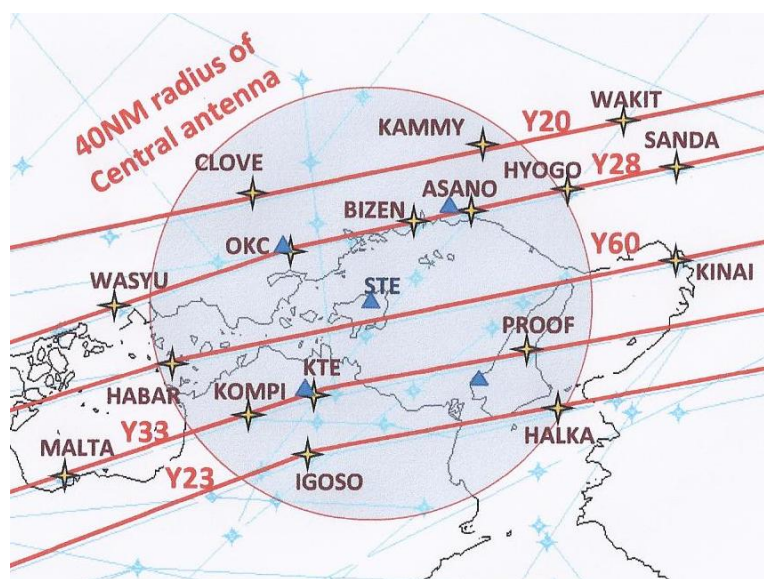 40NM radius of
Central antenna
WAKIT
KAMMY
Y20
SANDA
CLOVE
HYOGO
Y28
ASANO
BIZEN
OKC
Y60
WASYU
STE
KINAI
PROOF
HABAR
KTE
KOMPI
Y33
HALKA
MALTA
Y23
IGOSO